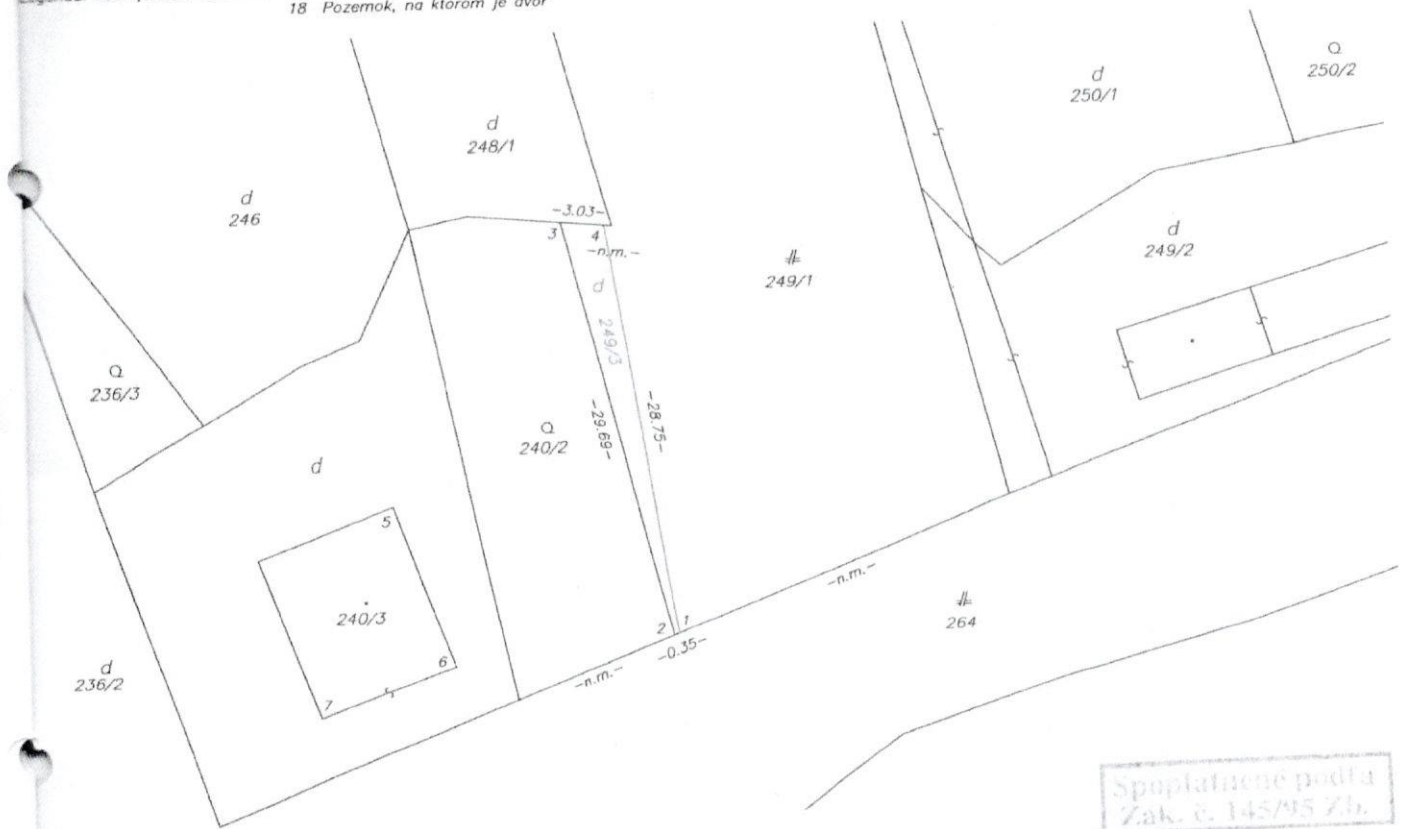 18 Pozemok, na ktorom je dvor
Q
250/2
d
250/1
d
248/1
d
246
-3.03-
3
4
-n.m.-
d
249/2
249/1
d
249/3
Q
236/3
-29.69-
-28.75-
Q
240/2
d
5
240/3
6
7
2
1
-0.35-
-n.m.-
-n.m.-
264
d
236/2
Spoplatnené podľa
Zák. č. 145/95 Zb.